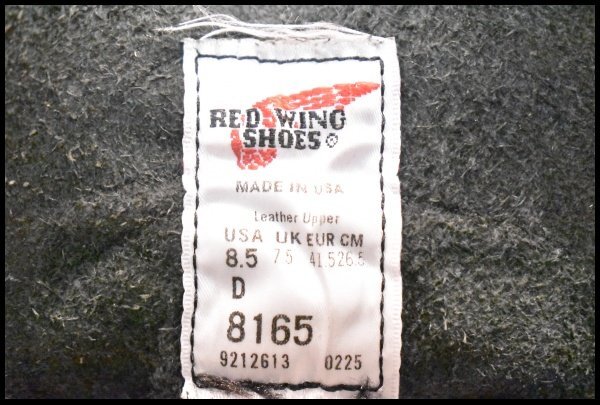 RED WING
SHOES®
MADE IN USA
Leather Upper
USA UK EUR CM
8.5 7.5 41.5 26.5
D
8165
9212613 0225